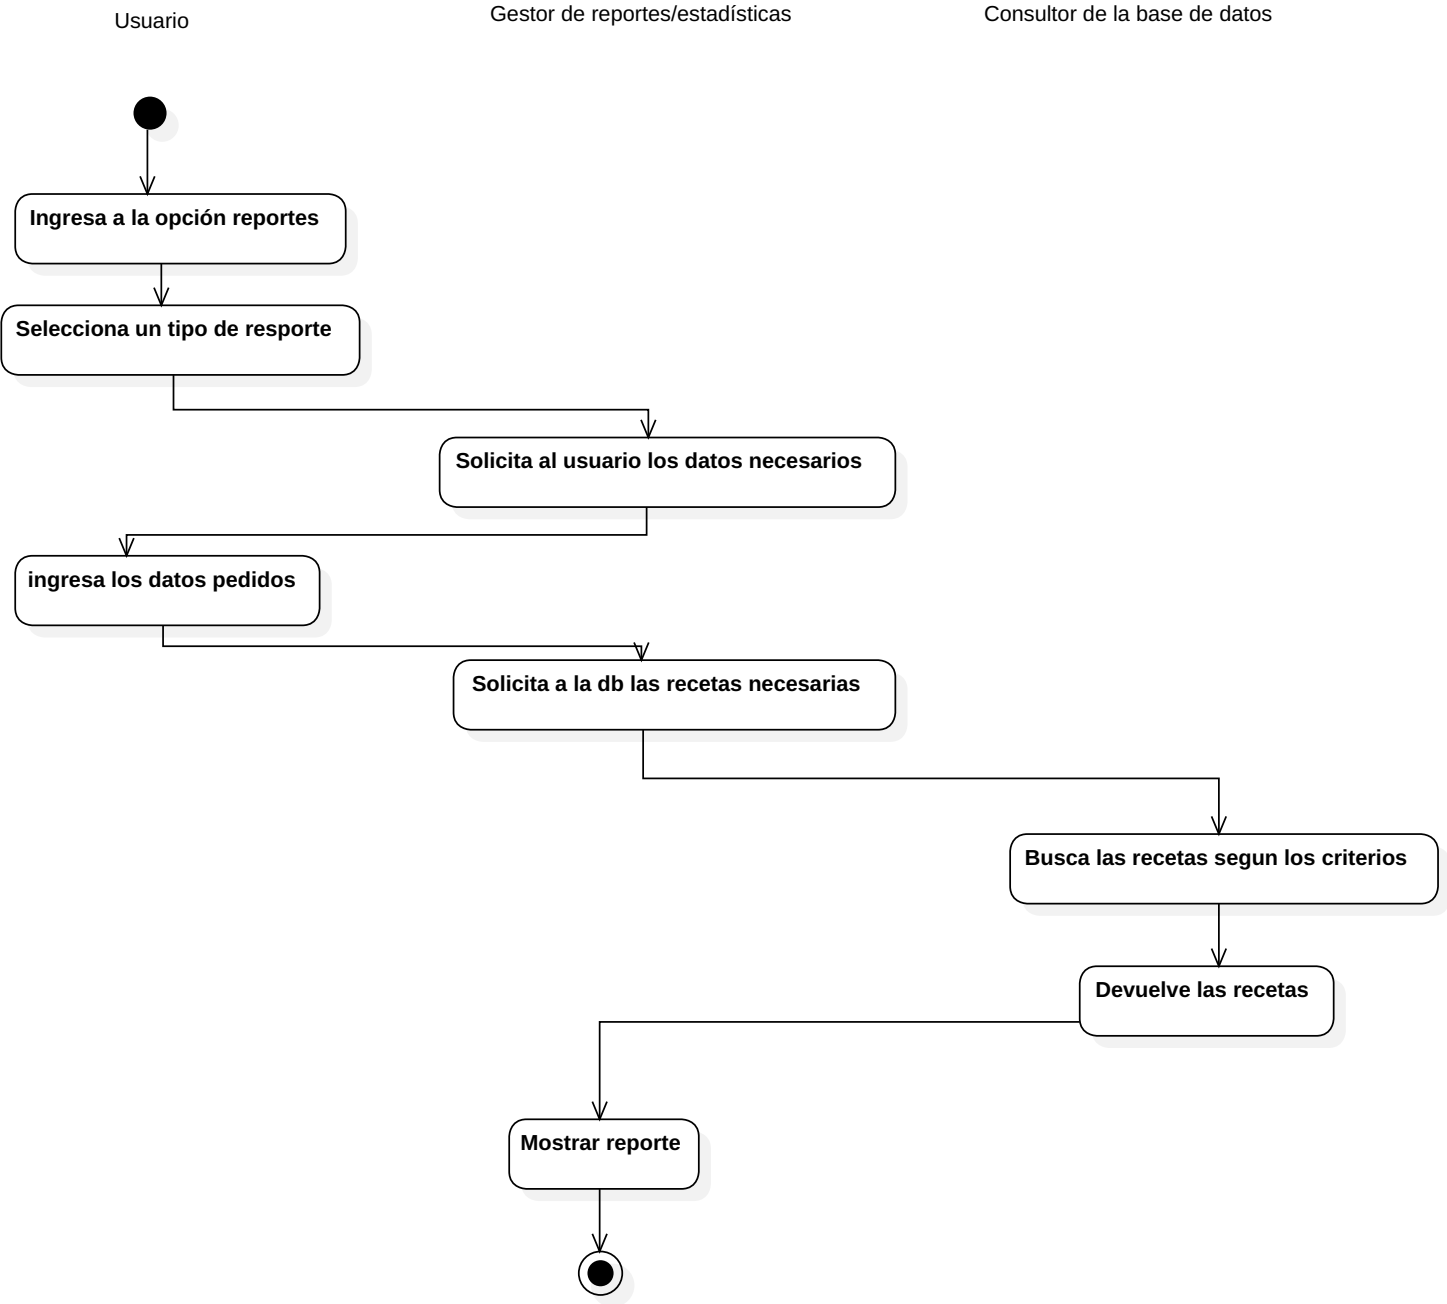 Usuario
Gestor de reportes/estadísticas
Consultor de la base de datos
Ingresa a la opción reportes
Selecciona un tipo de resporte
Solicita al usuario los datos necesarios
ingresa los datos pedidos
Solicita a la db las recetas necesarias
Busca las recetas segun los criterios
Devuelve las recetas
Mostrar reporte